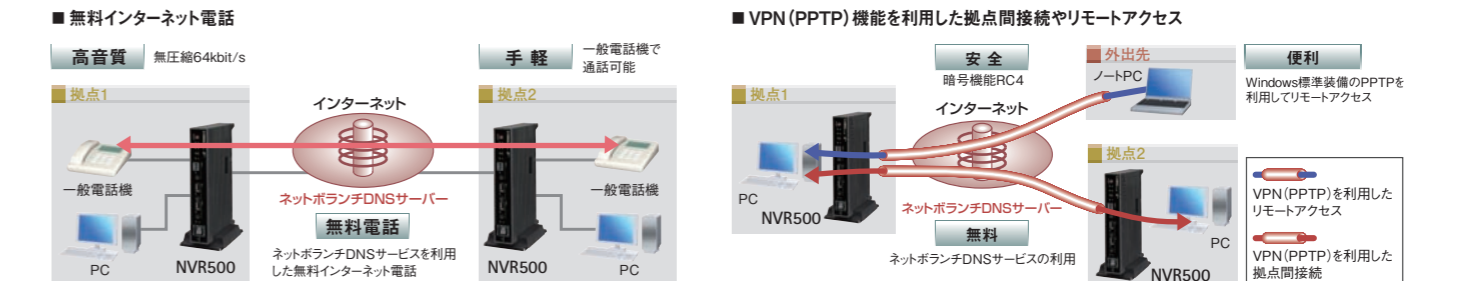 ■ 無料インターネット電話
高音質
無圧縮64kbit/s
手 軽
一般電話機で
通話可能
拠点1
インターネット
拠点2
一般電話機
ネットボランチDNSサーバー
一般電話機
無料電話
ネットボランチDNSサービスを利用
した無料インターネット電話
PC
NVR500
NVR500
PC
■ VPN(PPTP)機能を利用した拠点間接続やリモートアクセス
安 全
暗号機能RC4
外出先
ノートPC
便利
Windows標準装備のPPTPを
利用してリモートアクセス
拠点1
インターネット
拠点2
PC
NVR500
ネットボランチDNSサーバー
無料
ネットボランチDNSサービスの利用
PC
NVR500
VPN(PPTP)を利用した
リモートアクセス
VPN(PPTP)を利用した
拠点間接続